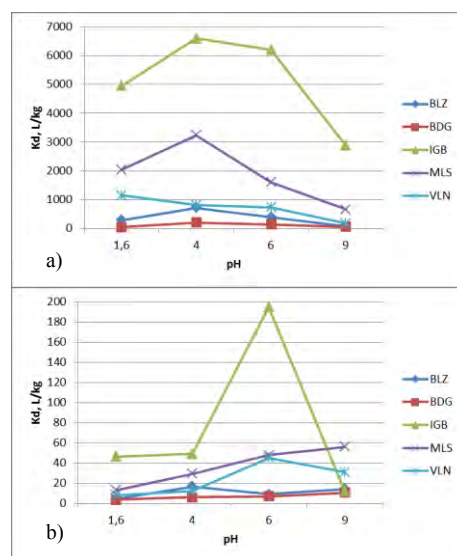 7000
6000
5000
4000
3000
2000
1000
0
Kd, L/kg
1,6 4 6 9
pH
BLZ
BDG
IGB
MLS
VLN
a)
200
180
160
140
120
100
80
60
40
20
0
Kd, L/kg
1,6 4 6 9
pH
BLZ
BDG
IGB
MLS
VLN
b)